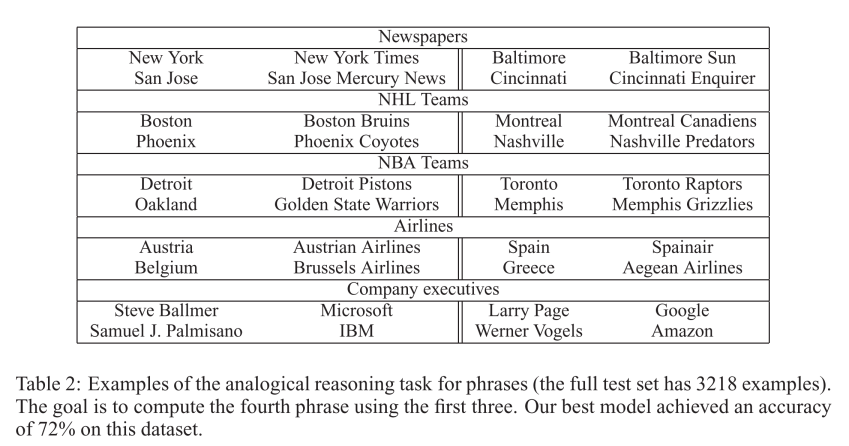 Newspapers
New York New York Times Baltimore Baltimore Sun
San Jose San Jose Mercury News Cincinnati Cincinnati Enquirer
NHL Teams
Boston Boston Bruins Montreal Montreal Canadiens
Phoenix Phoenix Coyotes Nashville Nashville Predators
NBA Teams
Detroit Detroit Pistons Toronto Toronto Raptors
Oakland Golden State Warriors Memphis Memphis Grizzlies
Airlines
Austria Austrian Airlines Spain Spainair
Belgium Brussels Airlines Greece Aegean Airlines
Company executives
Steve Ballmer Microsoft Larry Page Google
Samuel J. Palmisano IBM Werner Vogels Amazon
Table 2: Examples of the analogical reasoning task for phrases (the full test set has 3218 examples).
The goal is to compute the fourth phrase using the first three. Our best model achieved an accuracy
of 72% on this dataset.